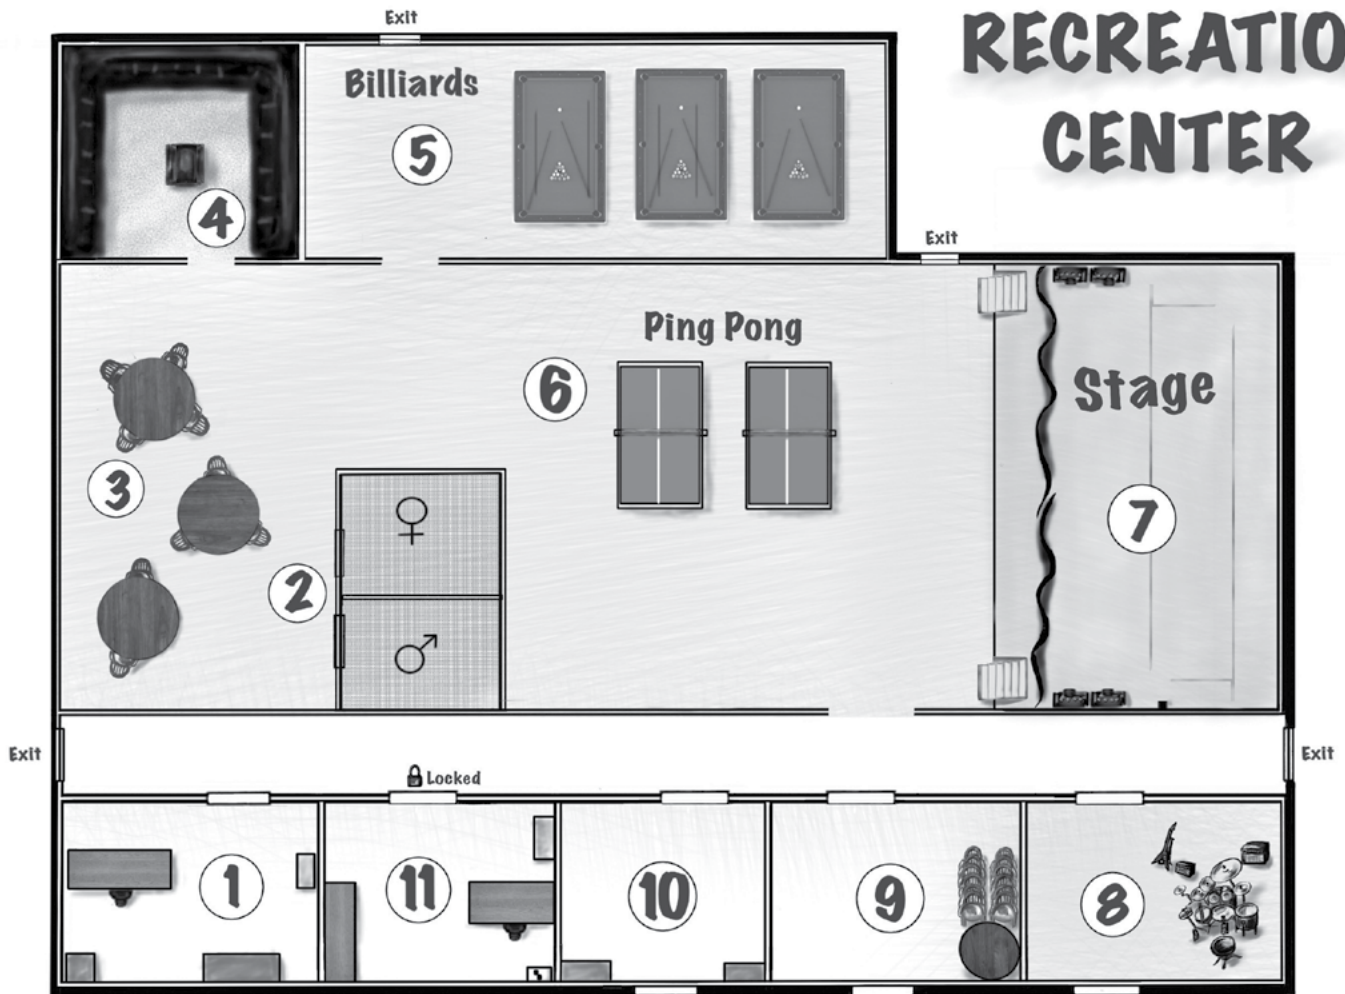 Exit
RECREATIO
CENTER
Billiards
5
4
Exit
Ping Pong
6
Stage
3
7
2
Exit
Locked
Exit
1
11
10
9
8